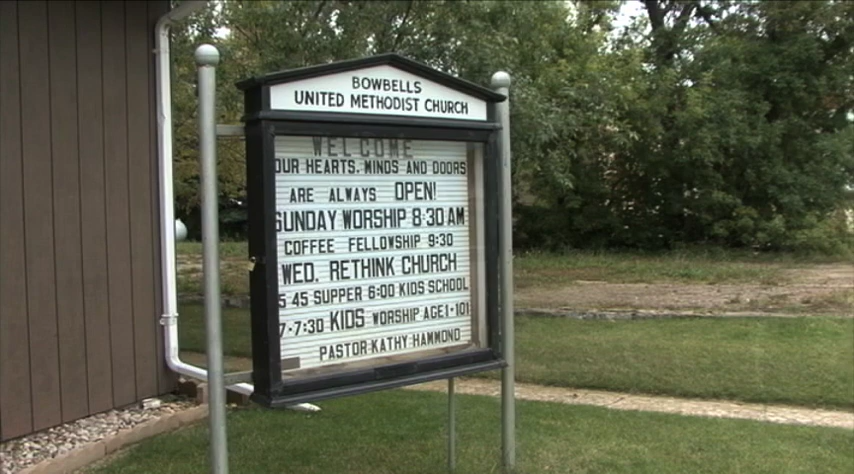 BOWBELLS
UNITED METHODIST CHURCH
WELCOME
OUR HEARTS, MINDS AND DOORS
ARE ALWAYS OPEN!
SUNDAY WORSHIP 8:30 AM
COFFEE FELLOWSHIP 9:30
WED. RETHINK CHURCH
5 45 SUPPER 6:00 KIDS SCHOOL
7-7:30 KIDS WORSHIP AGE 1-101
PASTOR KATHY HAMMOND